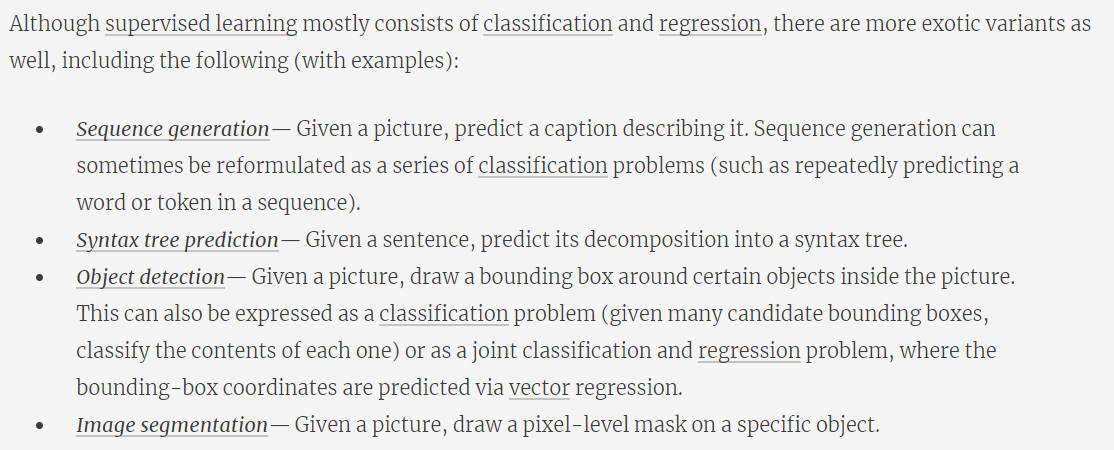 Although supervised learning mostly consists of classification and regression, there are more exotic variants as
well, including the following (with examples):
• Sequence generation— Given a picture, predict a caption describing it. Sequence generation can
sometimes be reformulated as a series of classification problems (such as repeatedly predicting a
word or token in a sequence).
• Syntax tree prediction— Given a sentence, predict its decomposition into a syntax tree.
• Object detection— Given a picture, draw a bounding box around certain objects inside the picture.
This can also be expressed as a classification problem (given many candidate bounding boxes,
classify the contents of each one) or as a joint classification and regression problem, where the
bounding-box coordinates are predicted via vector regression.
• Image segmentation— Given a picture, draw a pixel-level mask on a specific object.